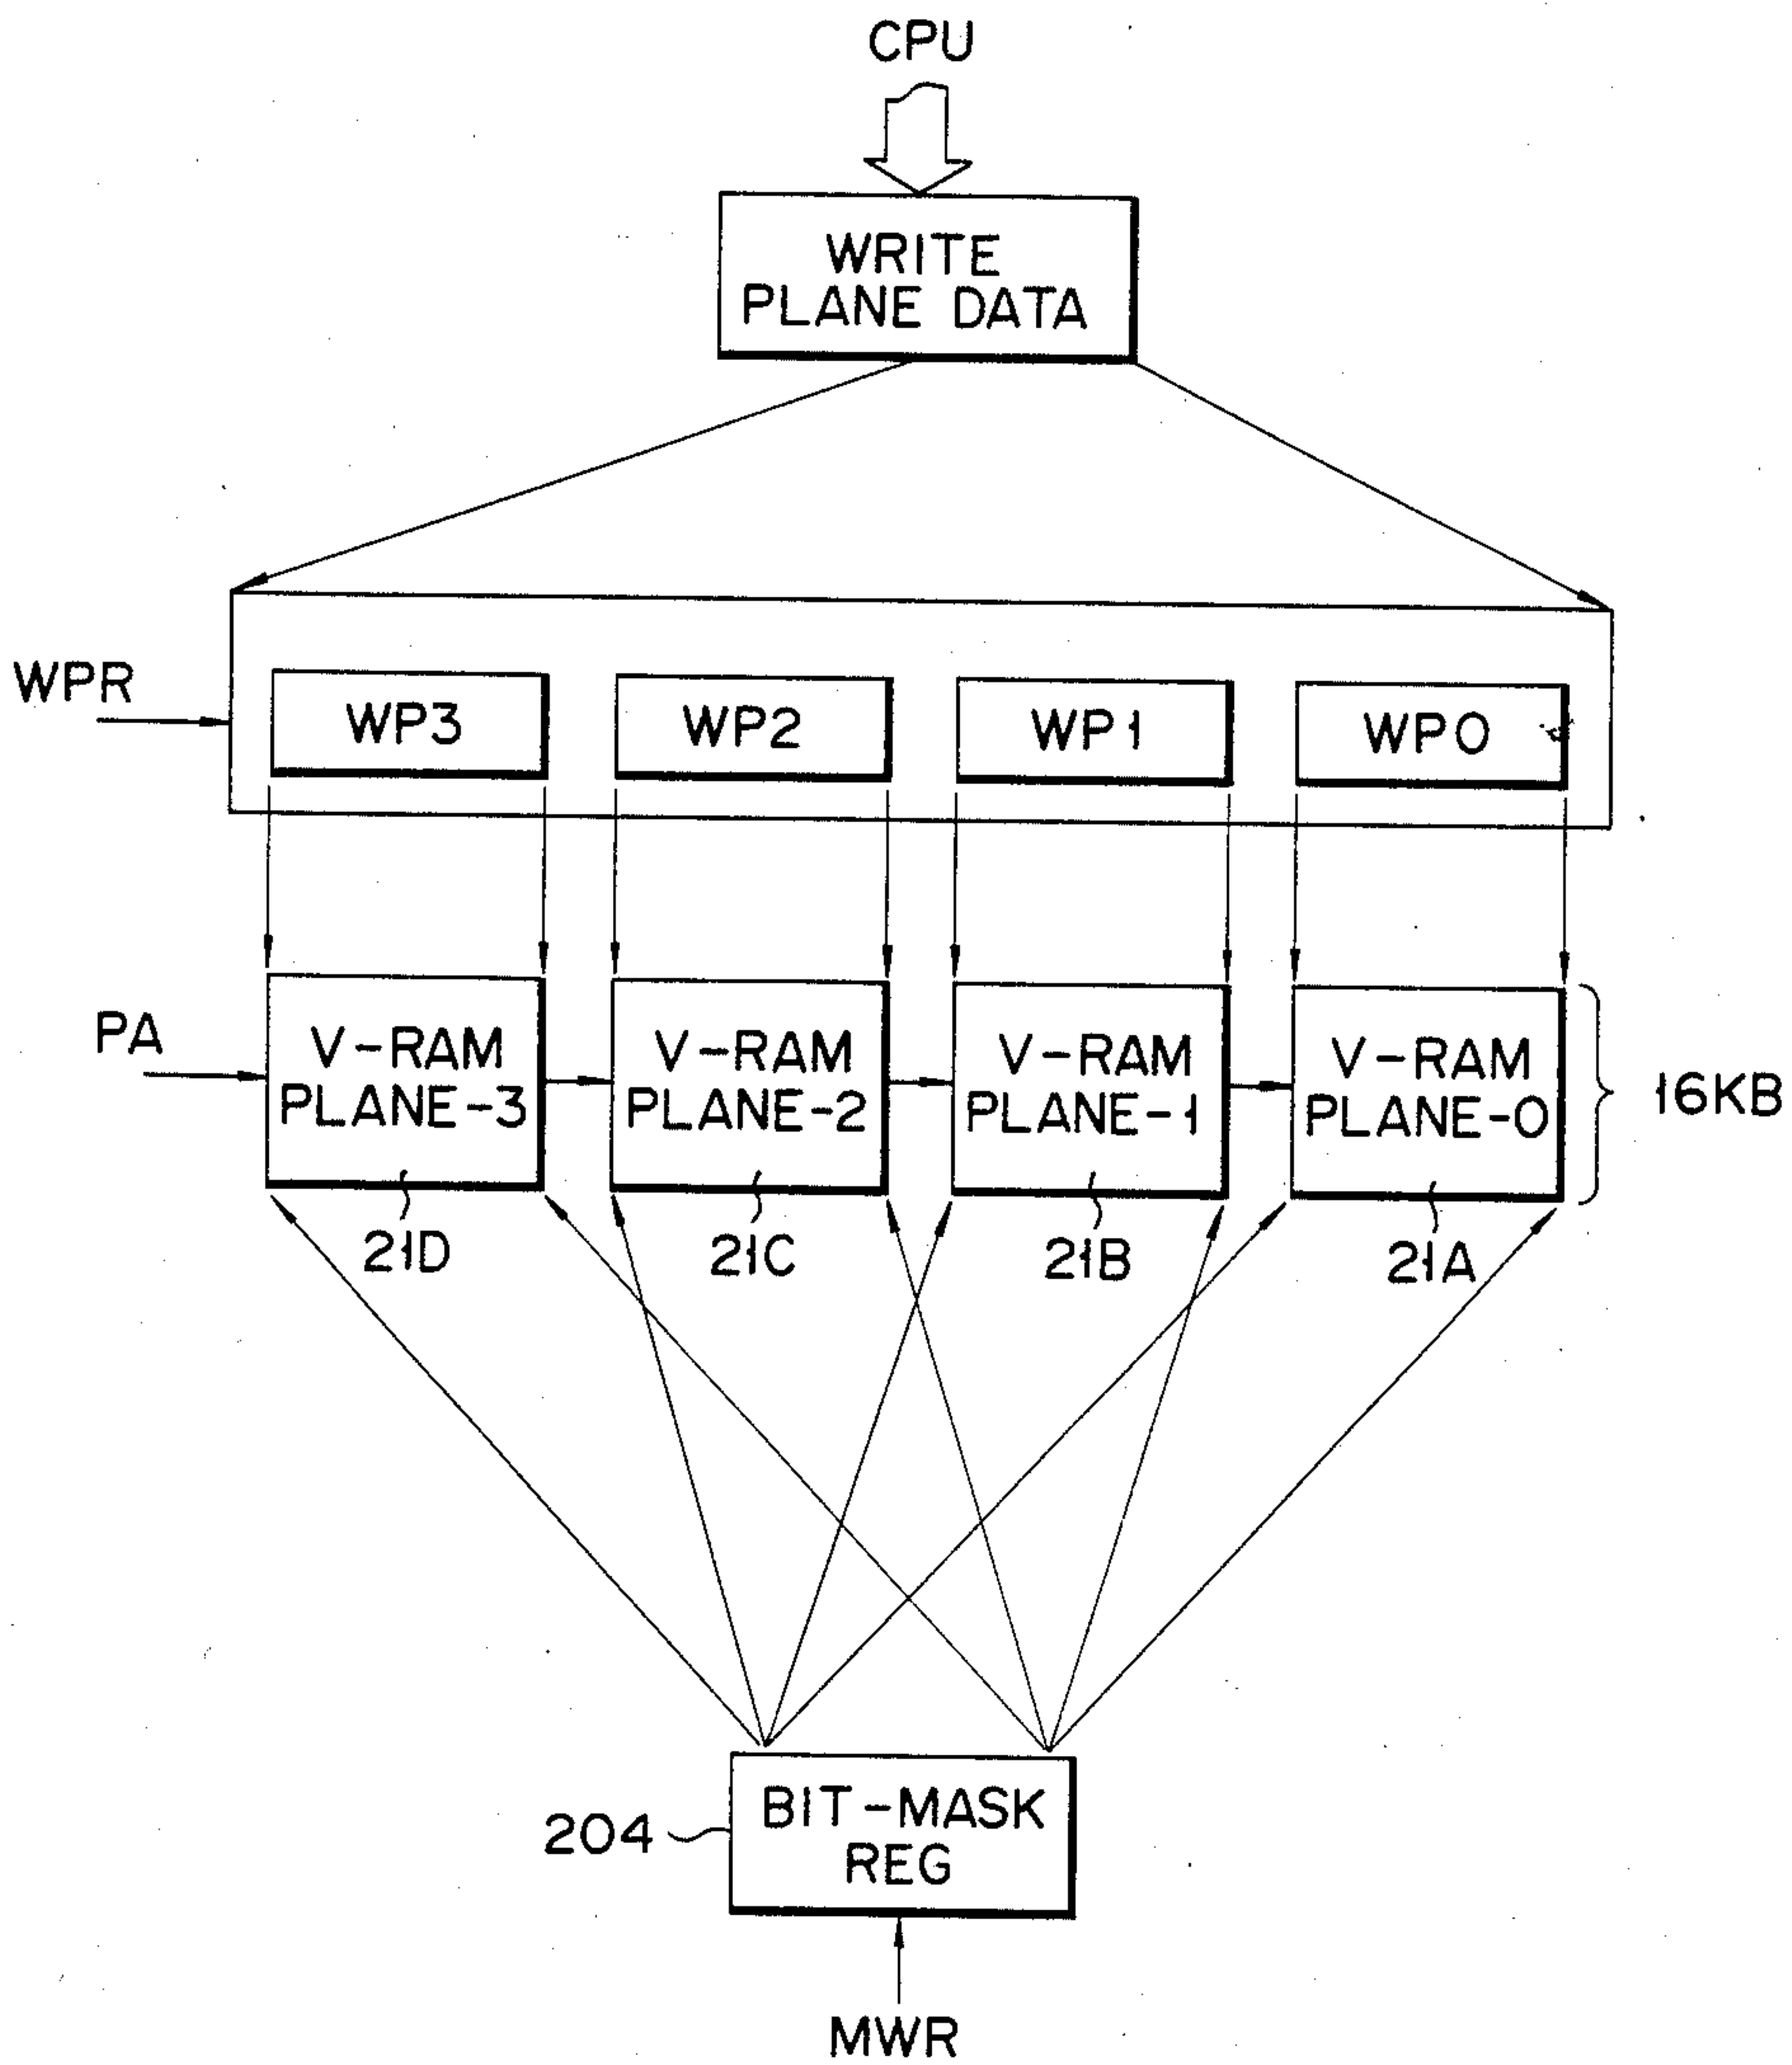 CPU
WRITE
PLANE DATA
WPR
WP3
WP2
WP1
WP0
PA
V-RAM
PLANE-3
V-RAM
PLANE-2
V-RAM
PLANE-1
V-RAM
PLANE-0
16KB
21D
21C
21B
21A
204
BIT-MASK
REG
MWR